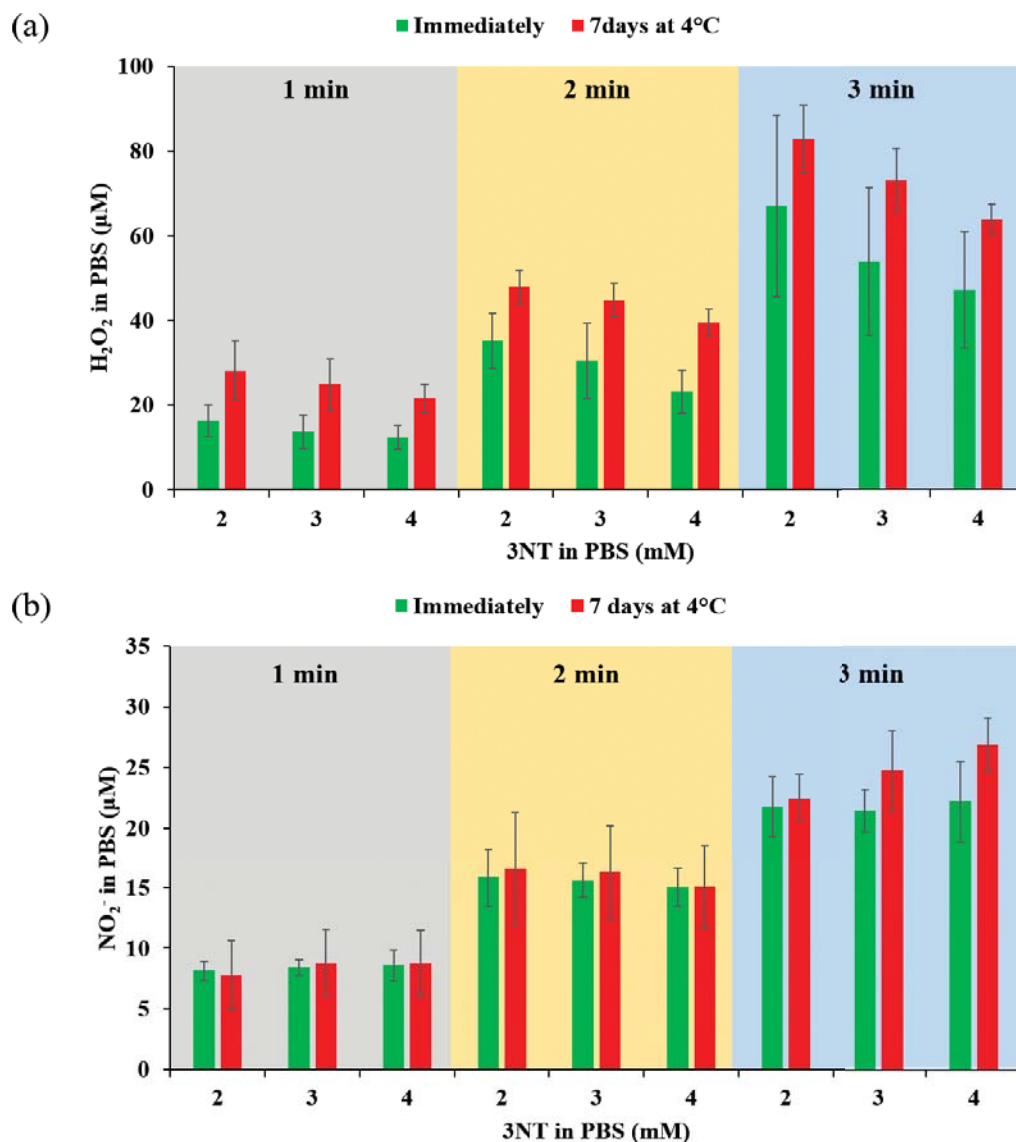 (a)
Immediately 7days at 4°C
100
80
60
40
20
0
H₂O₂ in PBS (µM)
1 min 2 min 3 min
2 3 4 2 3 4 2 3 4
3NT in PBS (mM)
(b)
Immediately 7 days at 4°C
35
30
25
20
15
10
5
0
NO₂⁻ in PBS (µM)
1 min 2 min 3 min
2 3 4 2 3 4 2 3 4
3NT in PBS (mM)